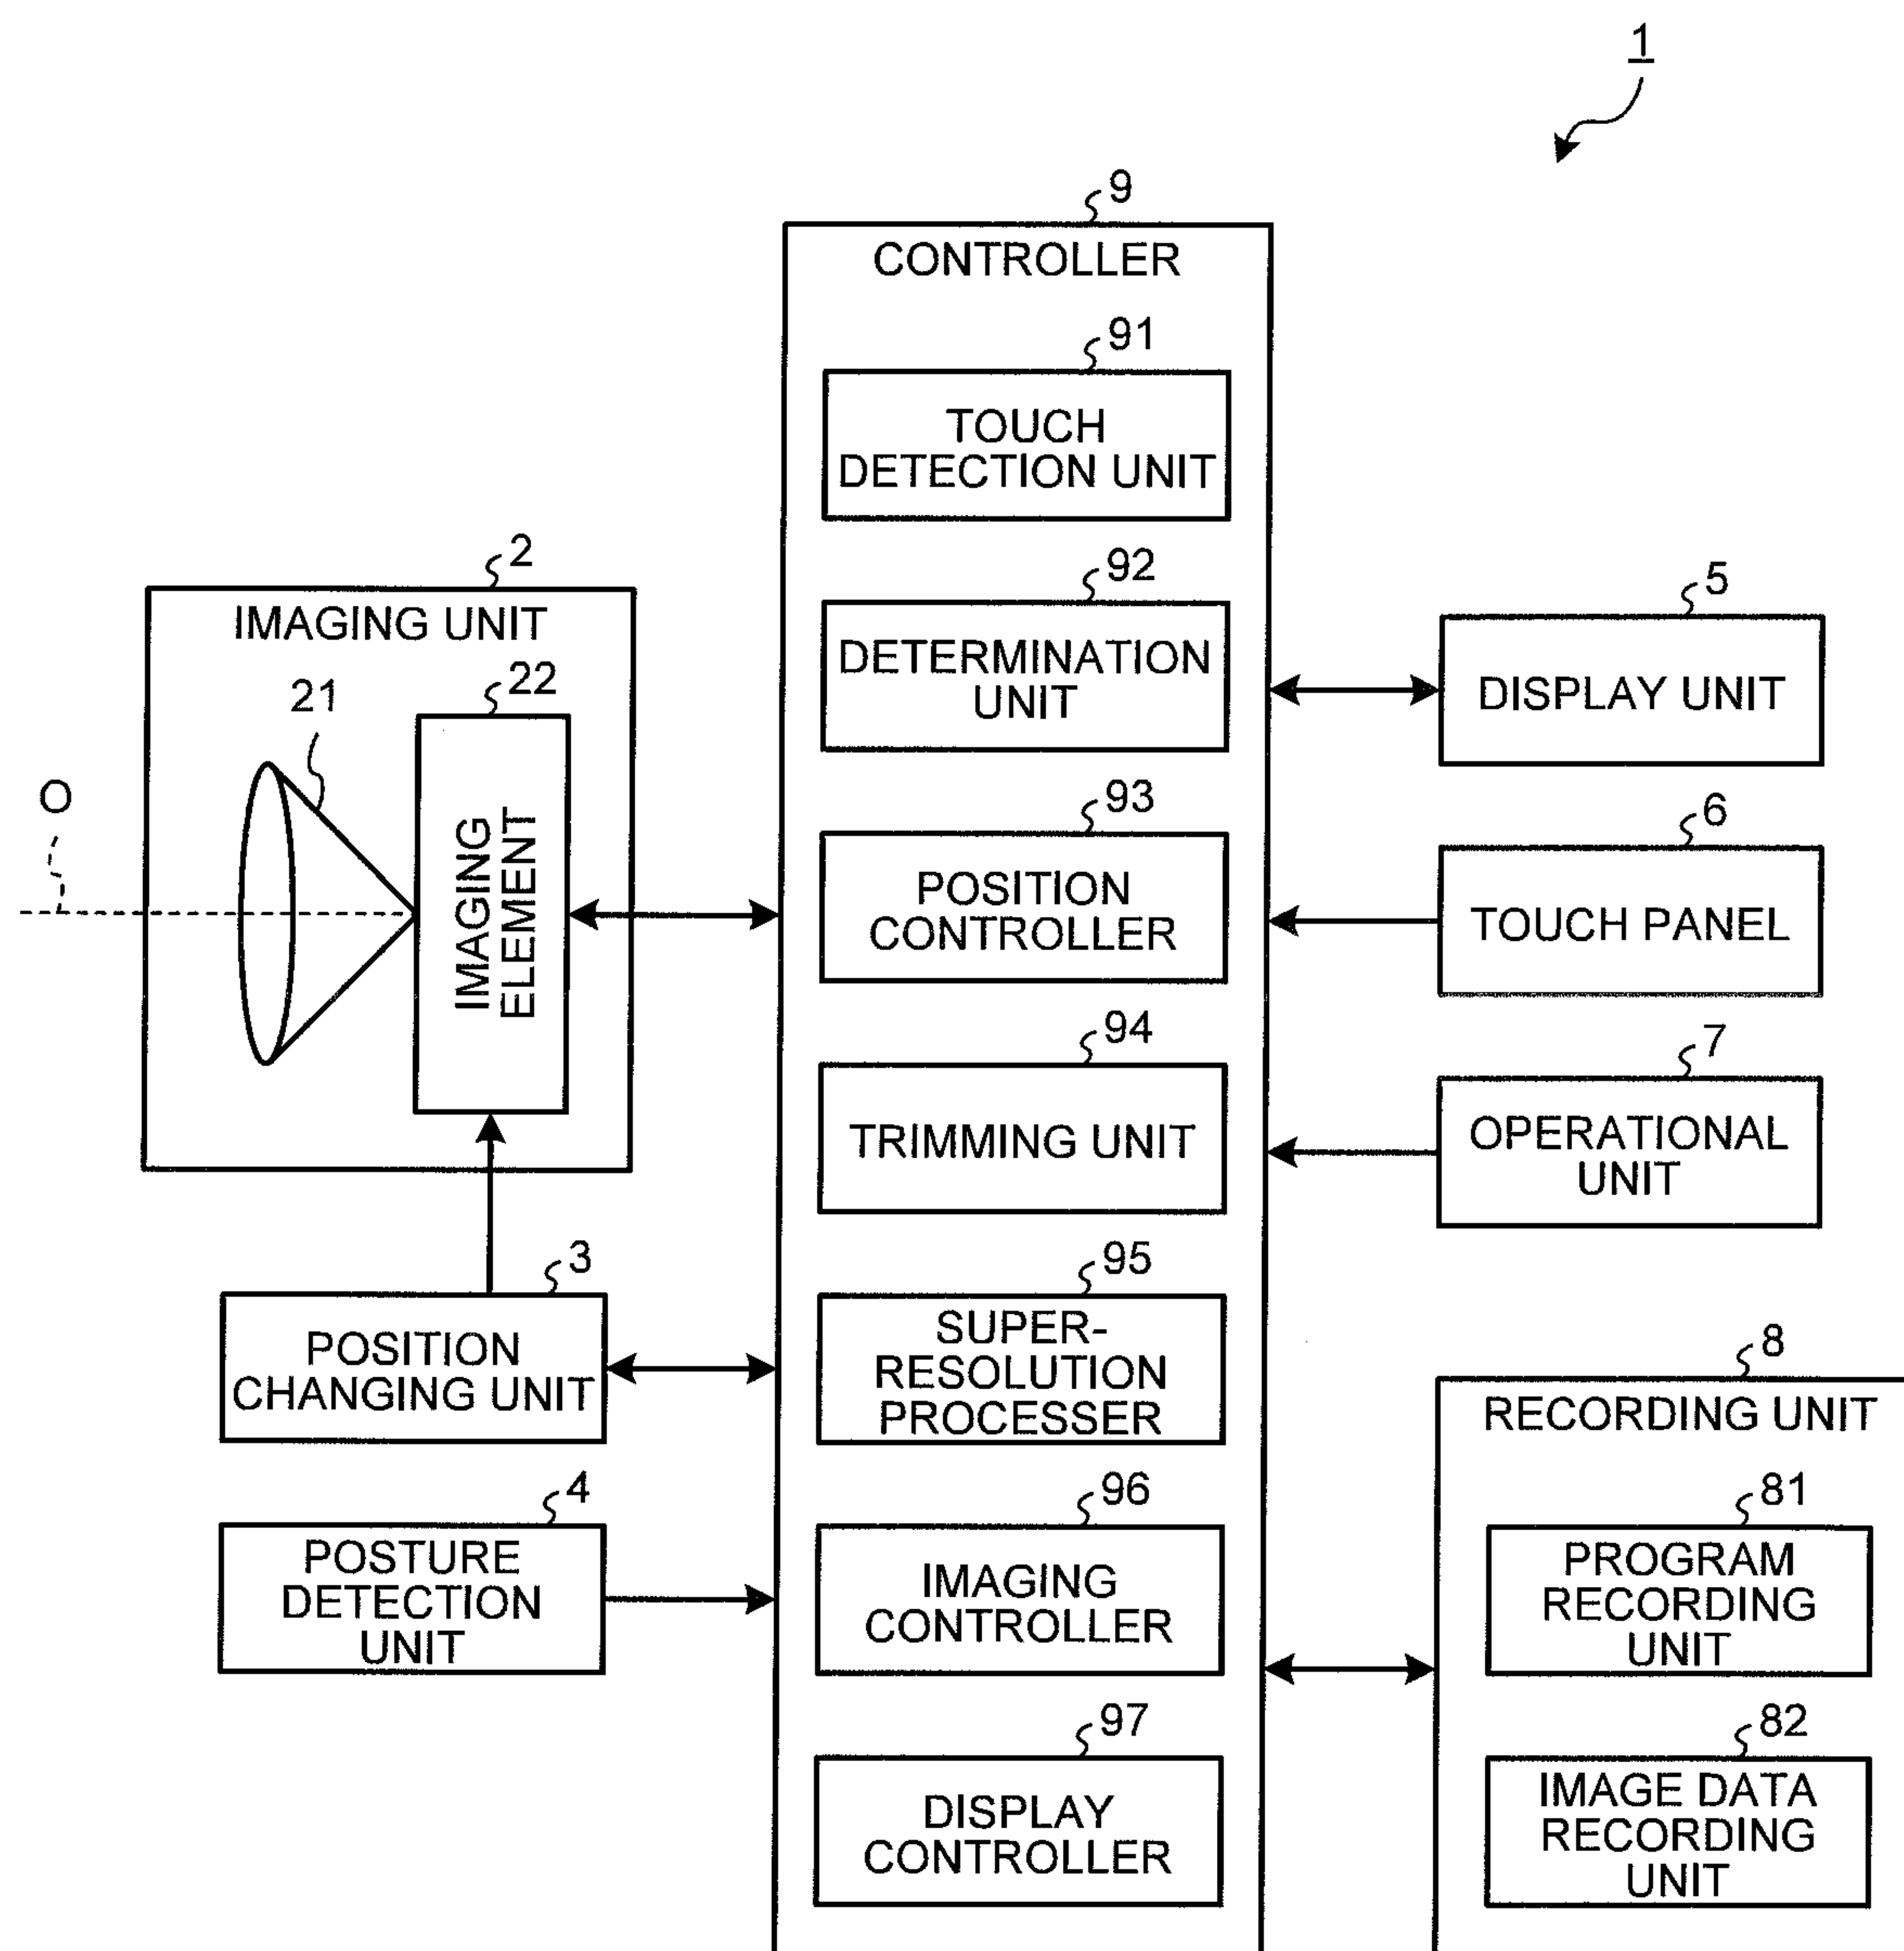 1
9
CONTROLLER
91
TOUCH
DETECTION UNIT
92
DETERMINATION
UNIT
93
POSITION
CONTROLLER
94
TRIMMING UNIT
95
SUPER-
RESOLUTION
PROCESSER
96
IMAGING
CONTROLLER
97
DISPLAY
CONTROLLER
2
IMAGING UNIT
21
22
IMAGING
ELEMENT
O
3
POSITION
CHANGING UNIT
4
POSTURE
DETECTION
UNIT
5
DISPLAY UNIT
6
TOUCH PANEL
7
OPERATIONAL
UNIT
8
RECORDING UNIT
81
PROGRAM
RECORDING
UNIT
82
IMAGE DATA
RECORDING
UNIT